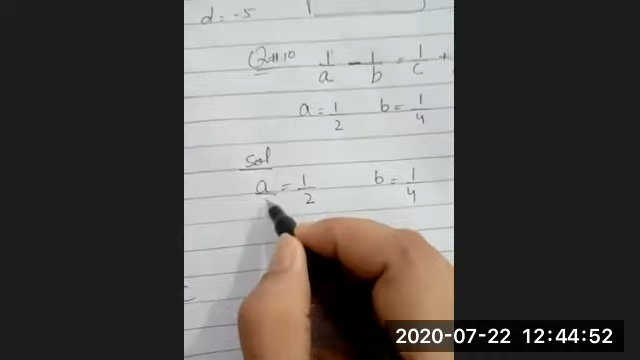 d = -5
Q#10 1/a - 1/b = 1/c +
a = 1/2 b = 1/4
Sol
a = 1/2 b = 1/4
2020-07-22 12:44:52